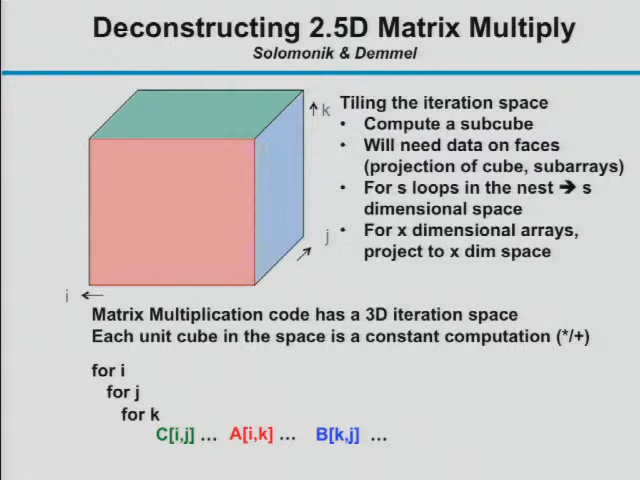 Deconstructing 2.5D Matrix Multiply
Solomonik & Demmel
k
j
i
Tiling the iteration space
• Compute a subcube
• Will need data on faces
(projection of cube, subarrays)
• For s loops in the nest ➔ s
dimensional space
• For x dimensional arrays,
project to x dim space
Matrix Multiplication code has a 3D iteration space
Each unit cube in the space is a constant computation (*/+)
for i
for j
for k
C[i,j] … A[i,k] … B[k,j] …